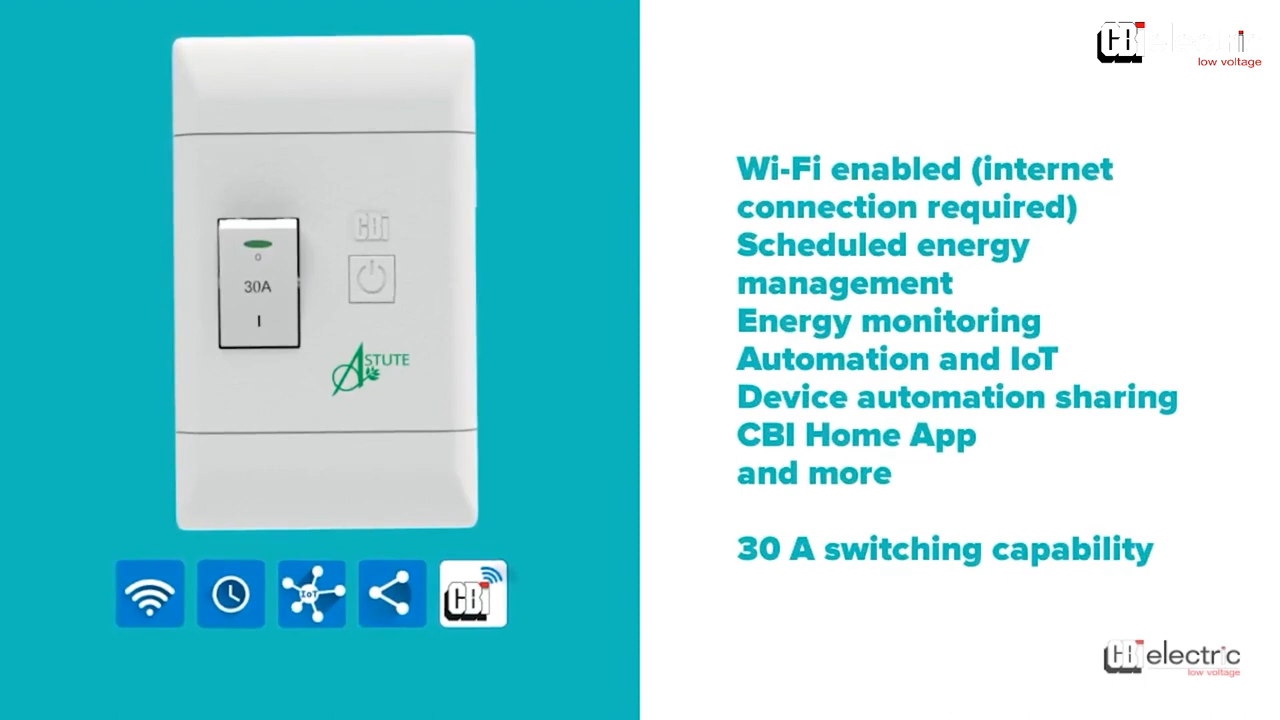 CBi electric
low voltage
Wi-Fi enabled (internet
connection required)
Scheduled energy
management
Energy monitoring
Automation and IoT
Device automation sharing
CBI Home App
and more
30 A switching capability
CBi
O
30A
I
ASTUTE
IoT
CBi
CBi electric
low voltage